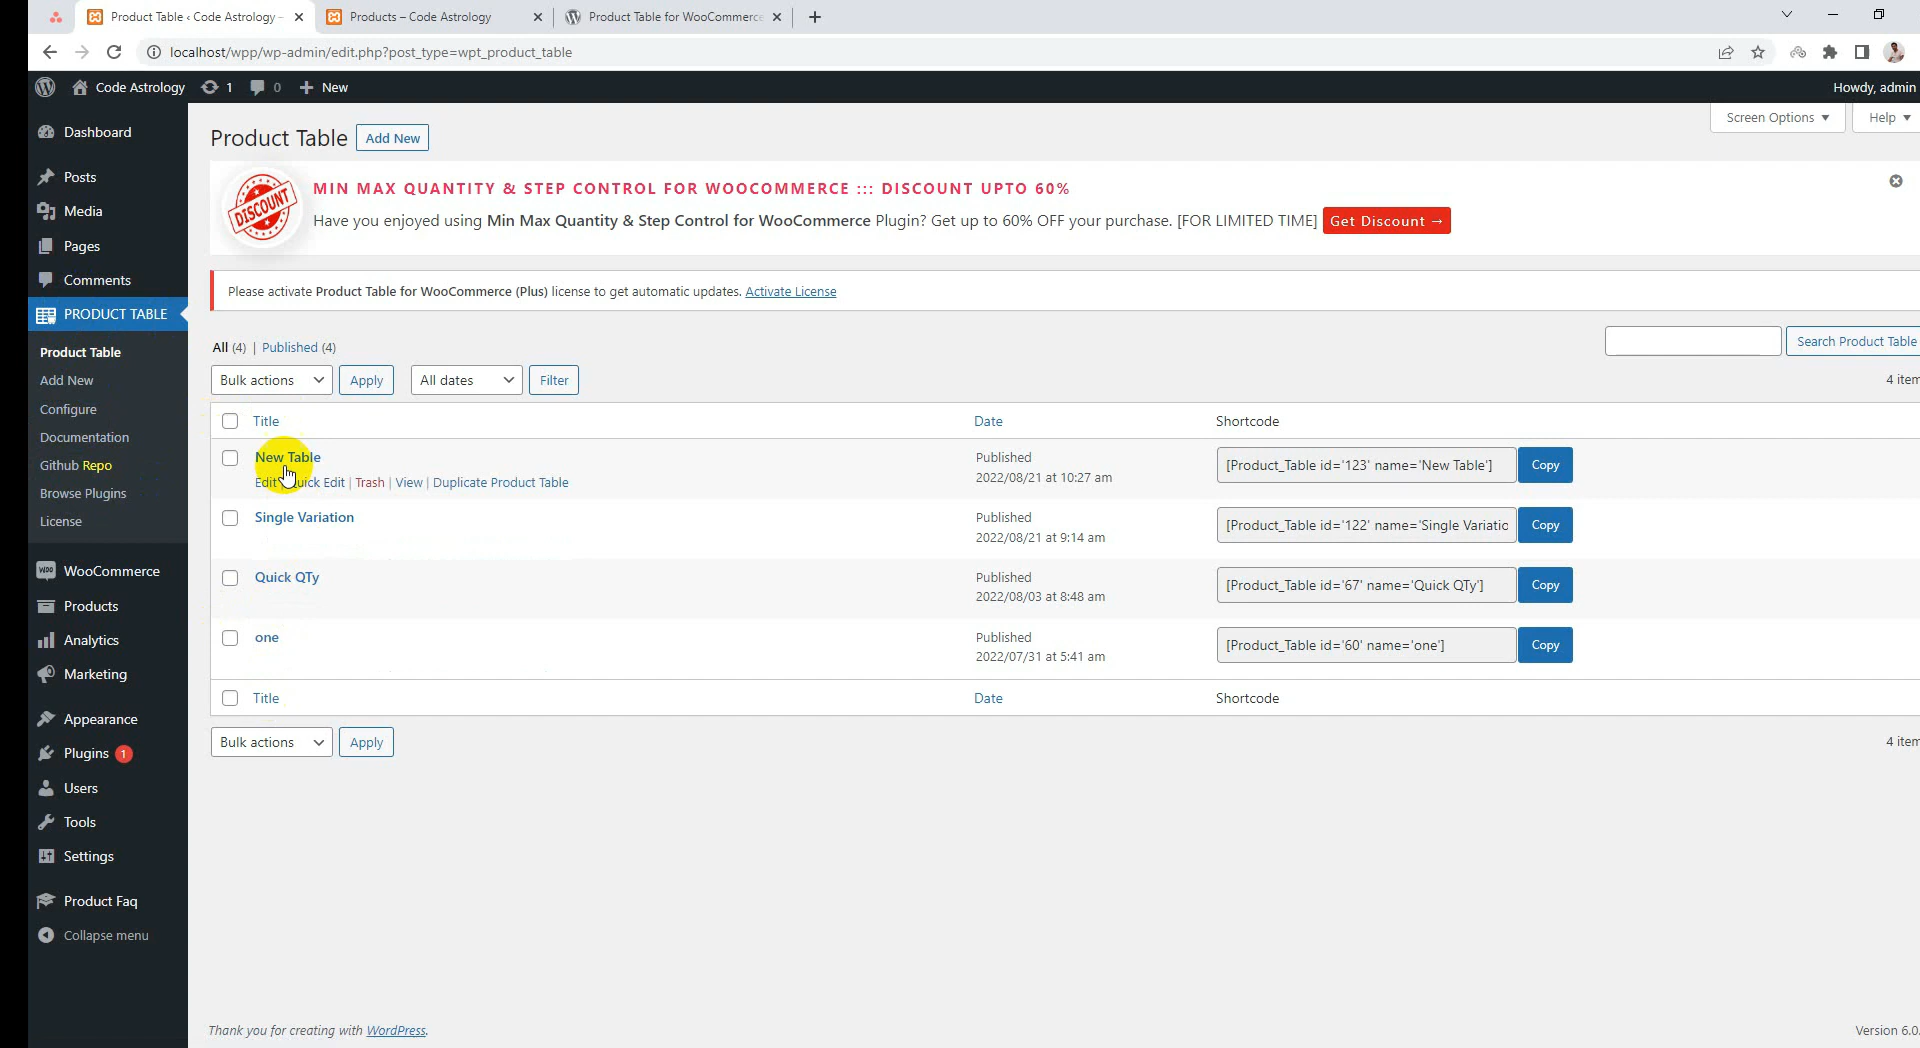 Product Table ‹ Code Astrology –
Products – Code Astrology
Product Table for WooCommerce
localhost/wpp/wp-admin/edit.php?post_type=wpt_product_table
Code Astrology
1
0
New
Howdy, admin
Dashboard
Posts
Media
Pages
Comments
PRODUCT TABLE
Product Table
Add New
Configure
Documentation
Github Repo
Browse Plugins
License
WooCommerce
Products
Analytics
Marketing
Appearance
Plugins 1
Users
Tools
Settings
Product Faq
Collapse menu
Screen Options
Help
Product Table
Add New
DISCOUNT
MIN MAX QUANTITY & STEP CONTROL FOR WOOCOMMERCE ::: DISCOUNT UPTO 60%
Have you enjoyed using Min Max Quantity & Step Control for WooCommerce Plugin? Get up to 60% OFF your purchase. [FOR LIMITED TIME] Get Discount →
Please activate Product Table for WooCommerce (Plus) license to get automatic updates. Activate License
All (4) | Published (4)
Search Product Table
Bulk actions
Apply
All dates
Filter
4 item
Title
Date
Shortcode
New Table
Edit
Quick Edit | Trash | View | Duplicate Product Table
Published
2022/08/21 at 10:27 am
[Product_Table id='123' name='New Table']
Copy
Single Variation
Published
2022/08/21 at 9:14 am
[Product_Table id='122' name='Single Variatio
Copy
Quick QTy
Published
2022/08/03 at 8:48 am
[Product_Table id='67' name='Quick QTy']
Copy
one
Published
2022/07/31 at 5:41 am
[Product_Table id='60' name='one']
Copy
Title
Date
Shortcode
Bulk actions
Apply
4 item
Thank you for creating with WordPress.
Version 6.0.